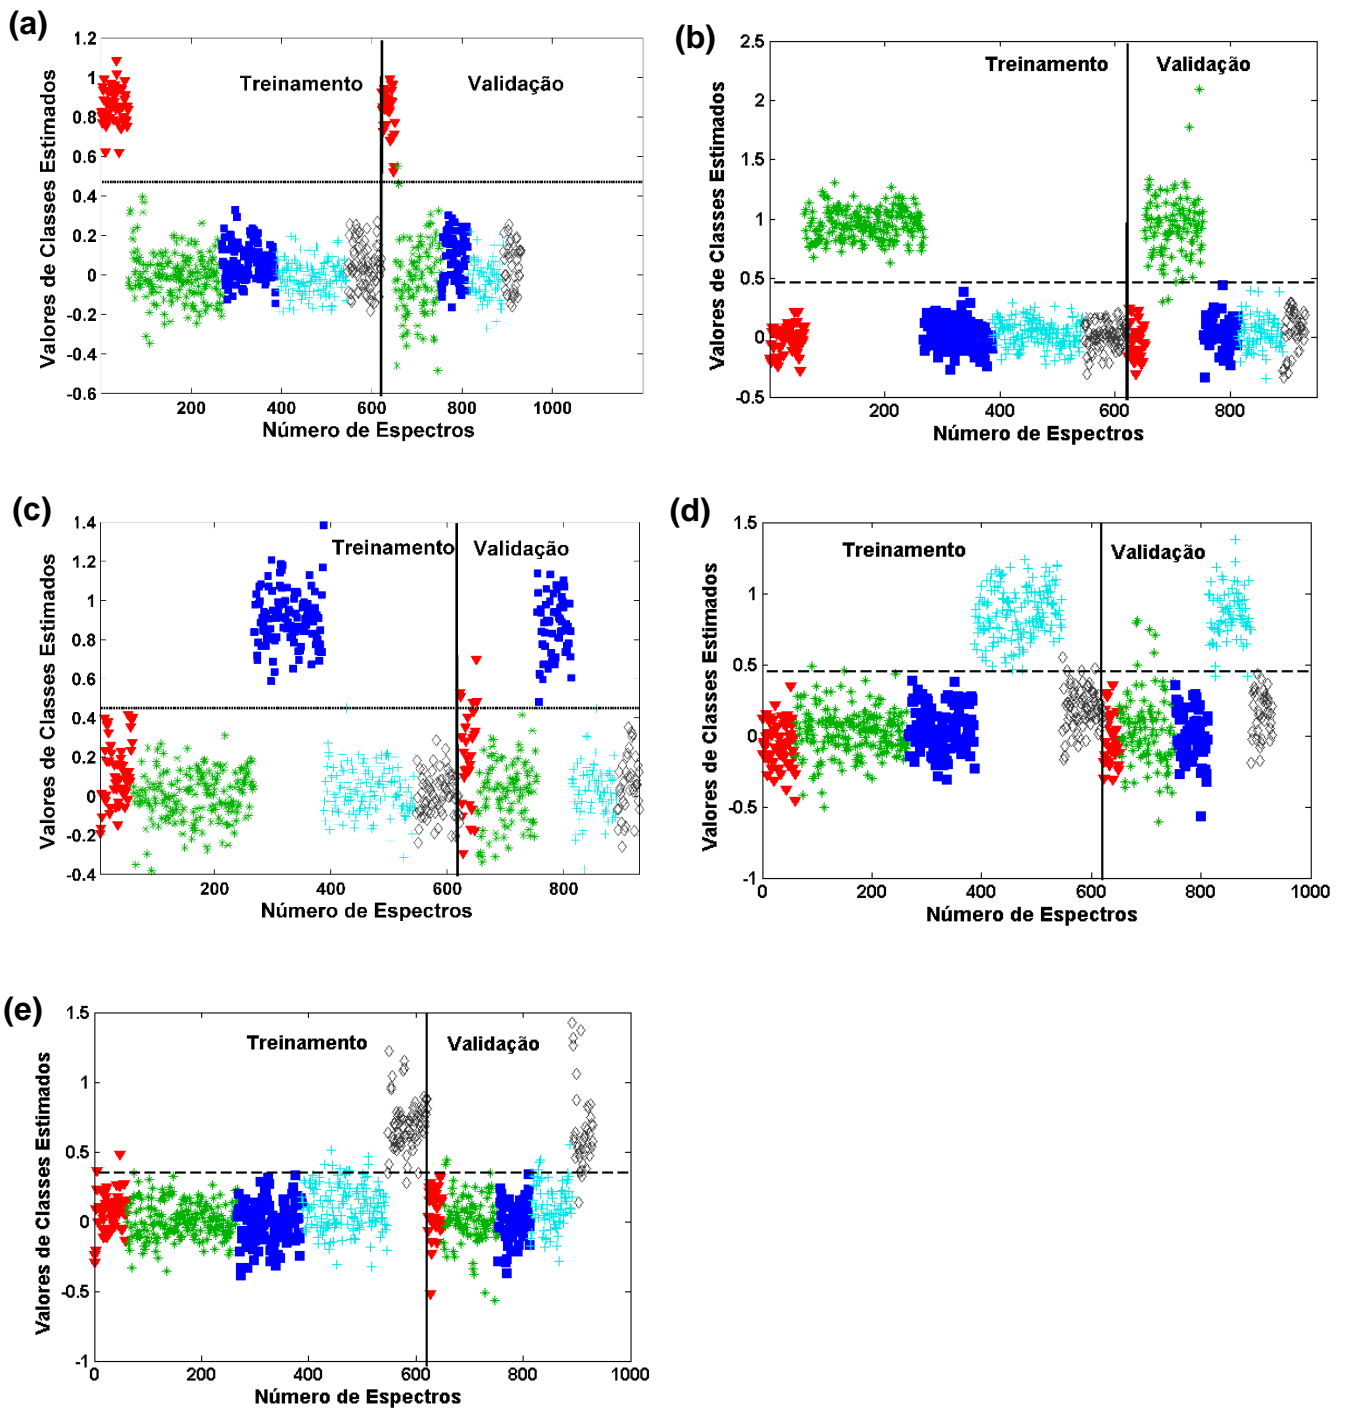 (a)
1.2
1
0.8
0.6
0.4
0.2
0
-0.2
-0.4
-0.6
200
400
600
800
1000
Valores de Classes Estimados
Número de Espectros
Treinamento
Validação
(b)
2.5
2
1.5
1
0.5
0
-0.5
200
400
600
800
Valores de Classes Estimados
Número de Espectros
Treinamento
Validação
(c)
1.4
1.2
1
0.8
0.6
0.4
0.2
0
-0.2
-0.4
200
400
600
800
Valores de Classes Estimados
Número de Espectros
Treinamento
Validação
(d)
1.5
1
0.5
0
-0.5
-1
0
200
400
600
800
1000
Valores de Classes Estimados
Número de Espectros
Treinamento
Validação
(e)
1.5
1
0.5
0
-0.5
-1
0
200
400
600
800
1000
Valores de Classes Estimados
Número de Espectros
Treinamento
Validação